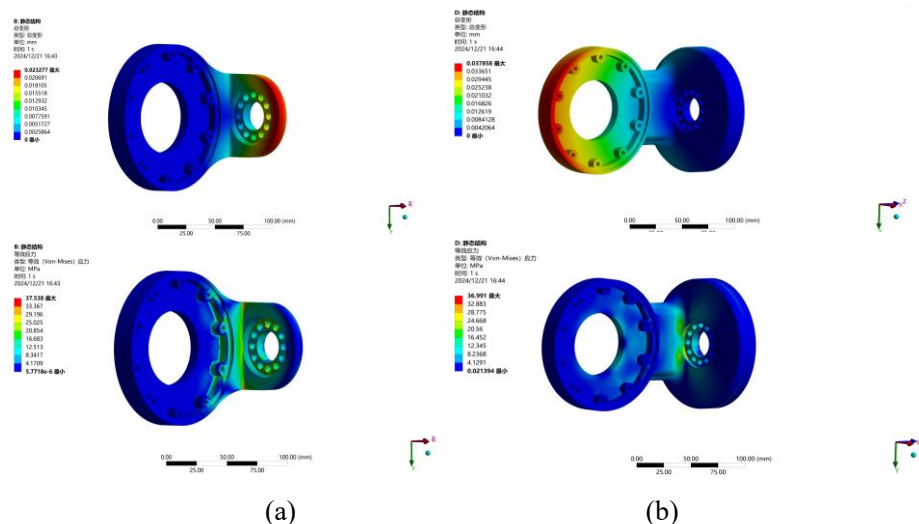 B: 静态结构
总变形
类型: 总变形
单位: mm
时间: 1 s
2024/12/21 16:43
0.023277 最大
0.020691
0.018105
0.015518
0.012932
0.010345
0.0077591
0.0051727
0.0025864
0 最小
0.00
50.00
100.00 (mm)
25.00
75.00
D: 静态结构
总变形
类型: 总变形
单位: mm
时间: 1 s
2024/12/21 16:44
0.037858 最大
0.033651
0.029445
0.025238
0.021032
0.016826
0.012619
0.0084128
0.0042064
0 最小
0.00
50.00
100.00 (mm)
B: 静态结构
等效应力
类型: 等效 (Von-Mises) 应力
单位: MPa
时间: 1 s
2024/12/21 16:43
37.538 最大
33.367
29.196
25.025
20.854
16.683
12.513
8.3417
4.1709
5.7718e-6 最小
0.00
50.00
100.00 (mm)
25.00
75.00
D: 静态结构
等效应力
类型: 等效 (Von-Mises) 应力
单位: MPa
时间: 1 s
2024/12/21 16:44
36.991 最大
32.883
28.775
24.668
20.56
16.452
12.345
8.2368
4.1291
0.021394 最小
0.00
50.00
100.00 (mm)
25.00
75.00
(a)
(b)